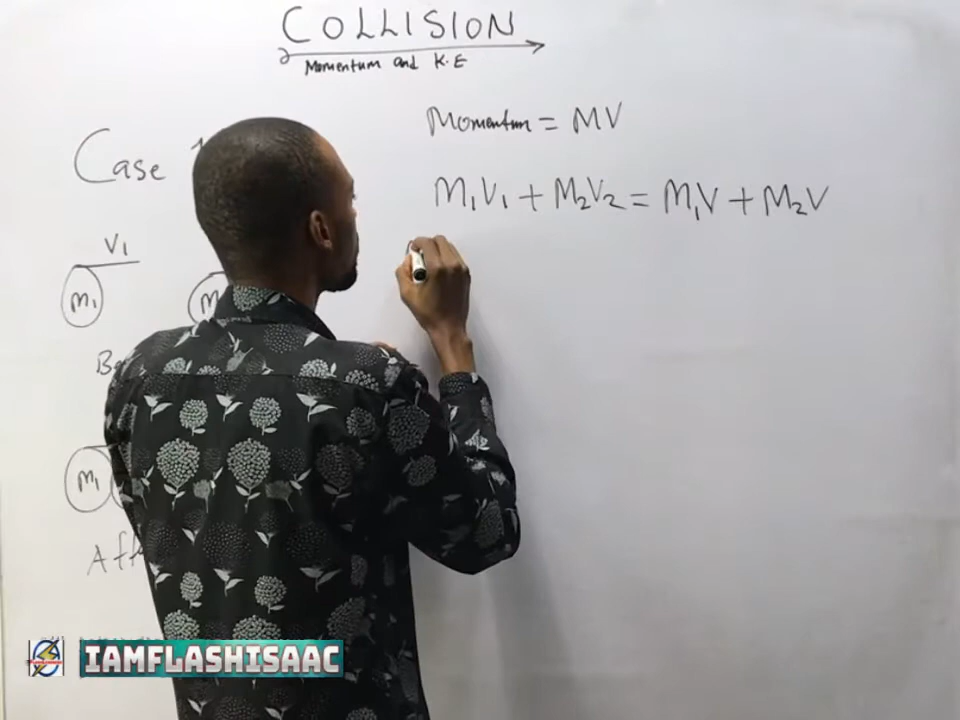 COLLISION
Momentum and K.E
Momentum = MV
Case
M₁V₁ + M₂V₂ = M₁V + M₂V
V₁
m₁
m₁
IAMFLASHISAAC